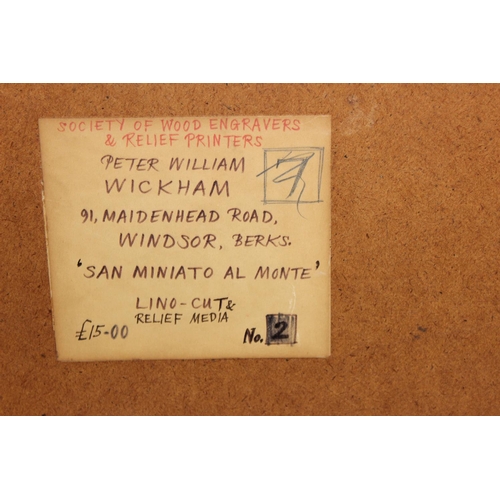 SOCIETY OF WOOD ENGRAVERS
& RELIEF PRINTERS
PETER WILLIAM
WICKHAM
91, MAIDENHEAD ROAD,
WINDSOR, BERKS.
'SAN MINIATO AL MONTE'
LINO-CUT &
RELIEF MEDIA
£15-00
No. 2